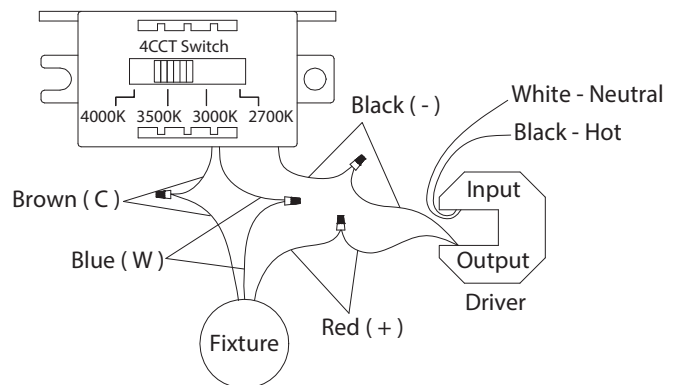 4CCT Switch
4000K 3500K 3000K 2700K
Black ( - )
White - Neutral
Black - Hot
Brown ( C )
Blue ( W )
Input
Output
Driver
Red ( + )
Fixture